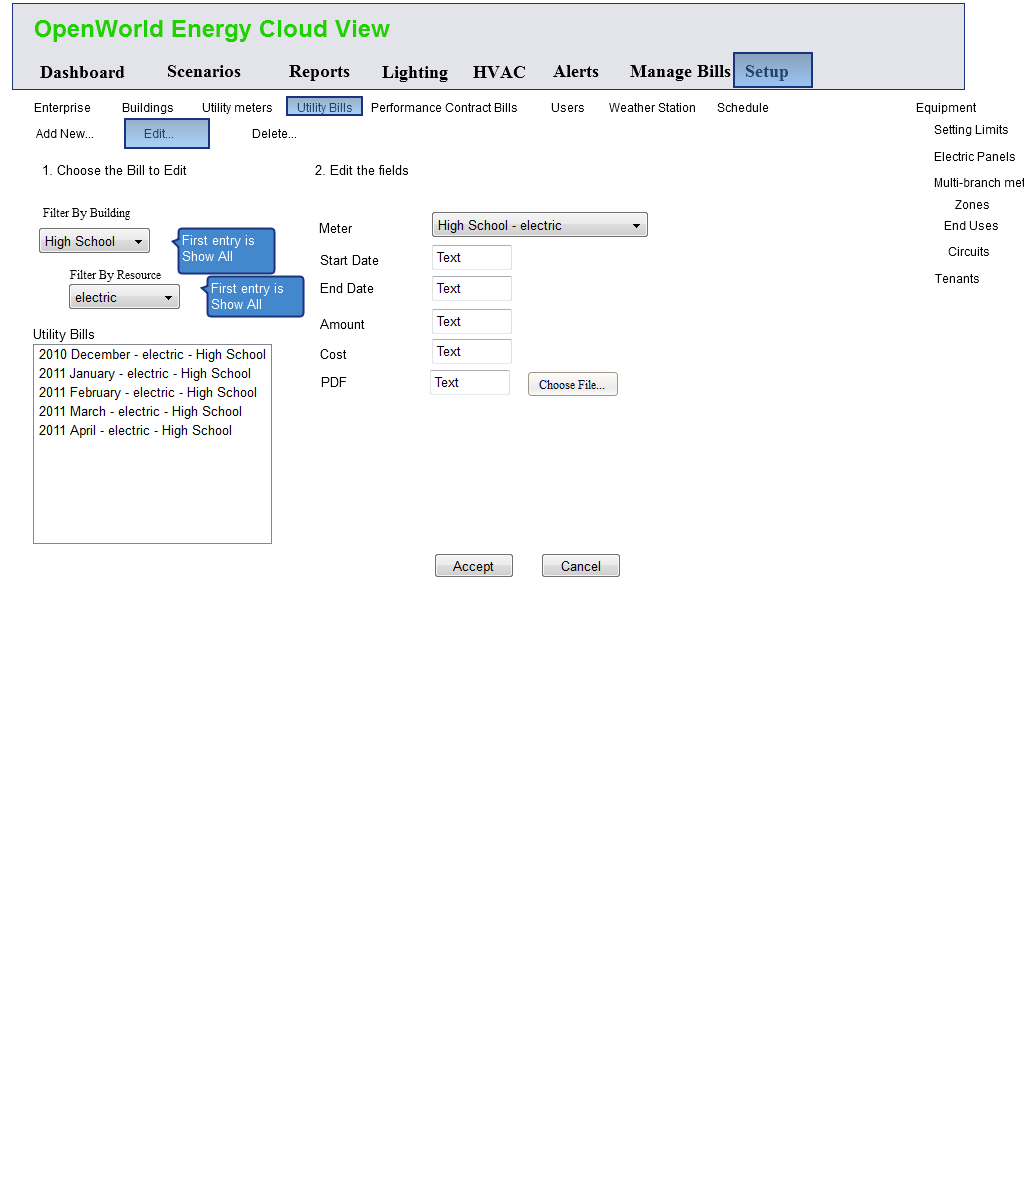 OpenWorld Energy Cloud View
Dashboard Scenarios Reports Lighting HVAC Alerts Manage Bills Setup
Enterprise Buildings Utility meters Utility Bills Performance Contract Bills Users Weather Station Schedule Equipment
Add New... Edit... Delete...
Setting Limits
Electric Panels
Multi-branch met
Zones
End Uses
Circuits
Tenants
1. Choose the Bill to Edit
Filter By Building
High School
First entry is
Show All
Filter By Resource
electric
First entry is
Show All
Utility Bills
2010 December - electric - High School
2011 January - electric - High School
2011 February - electric - High School
2011 March - electric - High School
2011 April - electric - High School
2. Edit the fields
Meter High School - electric
Start Date Text
End Date Text
Amount Text
Cost Text
PDF Text Choose File...
Accept Cancel